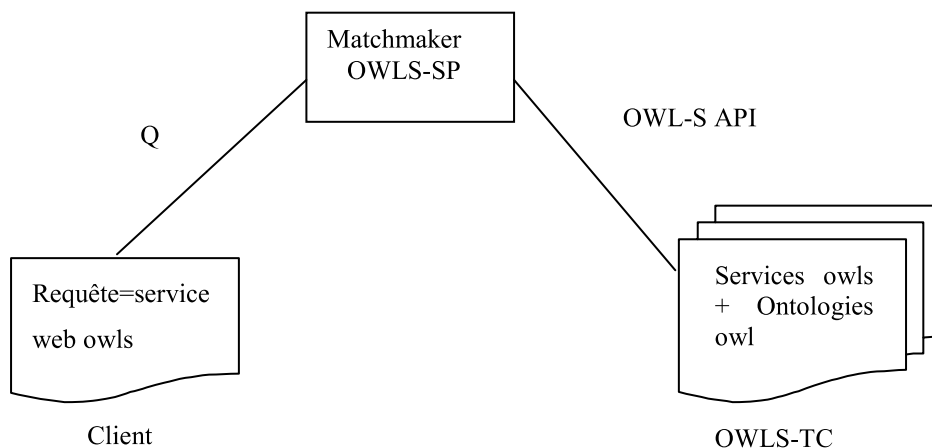 Matchmaker
OWLS-SP
Q
OWL-S API
Requête=service
web owls
Services owls
+ Ontologies
owl
Client
OWLS-TC